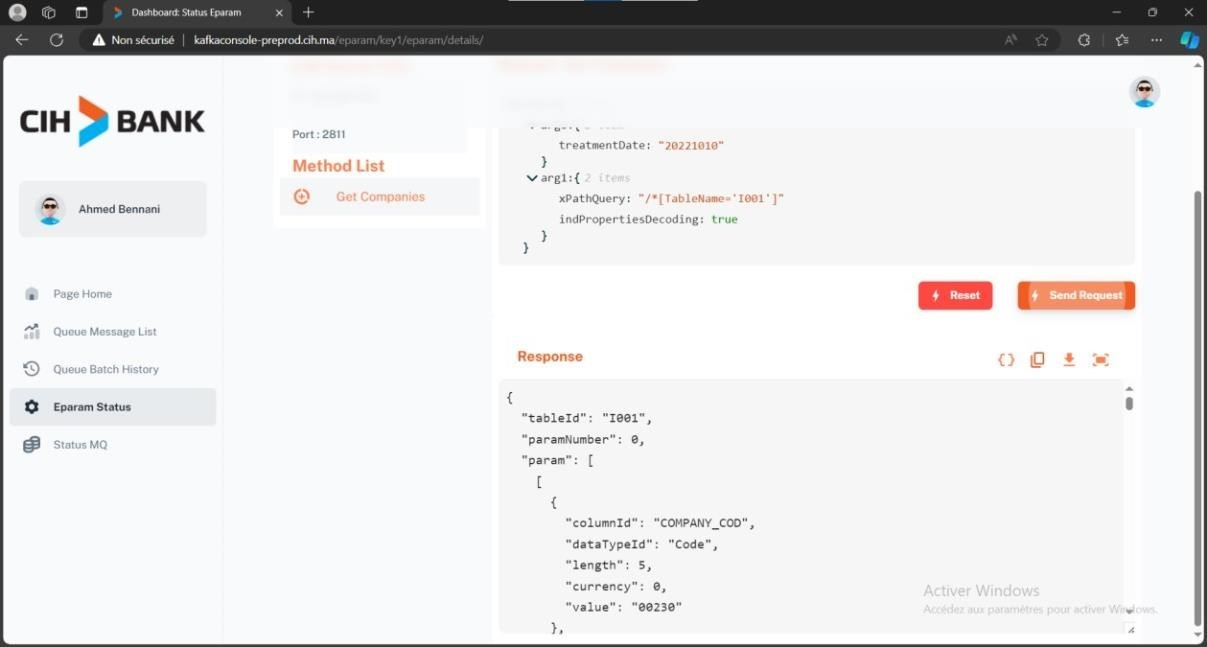 Dashboard: Status Eparam
Non sécurisé | kafkaconsole-preprod.cih.ma/eparam/key1/eparam/details/
CIH BANK
Ahmed Bennani
Page Home
Queue Message List
Queue Batch History
Eparam Status
Status MQ
Port : 2811
Method List
Get Companies
treatmentDate: "20221010"
}
arg1:{ 2 items
xPathQuery: "/*[TableName='I001']"
indPropertiesDecoding: true
}
}
Reset
Send Request
Response
{
"tableId": "I001",
"paramNumber": 0,
"param": [
[
{
"columnId": "COMPANY_COD",
"dataTypeId": "Code",
"length": 5,
"currency": 0,
"value": "00230"
},
Activer Windows
Accédez aux paramètres pour activer Windows.